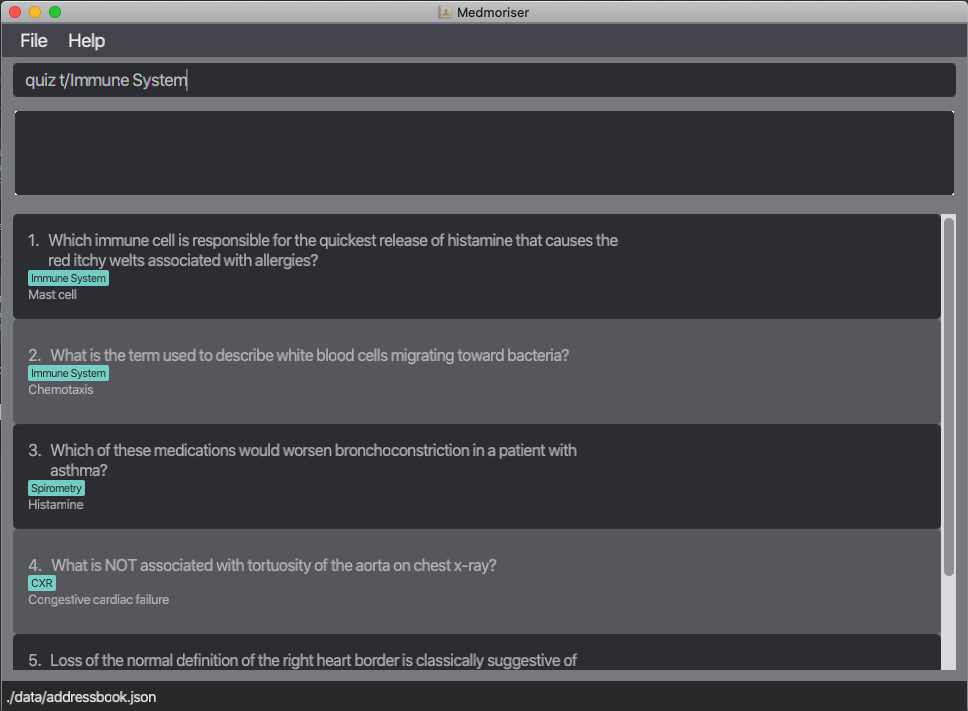 Medmoriser
File Help
quiz t/Immune System
1. Which immune cell is responsible for the quickest release of histamine that causes the
red itchy welts associated with allergies?
Immune System
Mast cell
2. What is the term used to describe white blood cells migrating toward bacteria?
Immune System
Chemotaxis
3. Which of these medications would worsen bronchoconstriction in a patient with
asthma?
Spirometry
Histamine
4. What is NOT associated with tortuosity of the aorta on chest x-ray?
CXR
Congestive cardiac failure
5. Loss of the normal definition of the right heart border is classically suggestive of
./data/addressbook.json